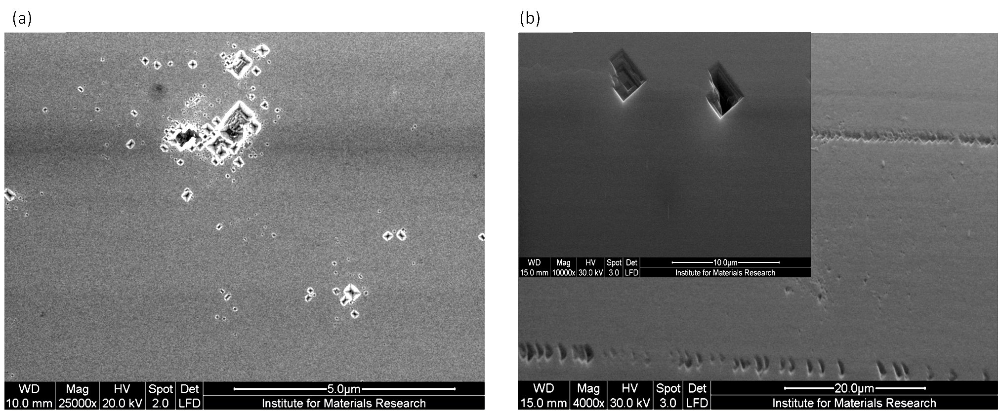 (a)
WD Mag HV Spot Det 5.0µm
10.0 mm 25000x 20.0 kV 2.0 LFD Institute for Materials Research
(b)
WD Mag HV Spot Det 10.0µm
15.0 mm 10000x 30.0 kV 3.0 LFD Institute for Materials Research
WD Mag HV Spot Det 20.0µm
15.0 mm 4000x 30.0 kV 3.0 LFD Institute for Materials Research